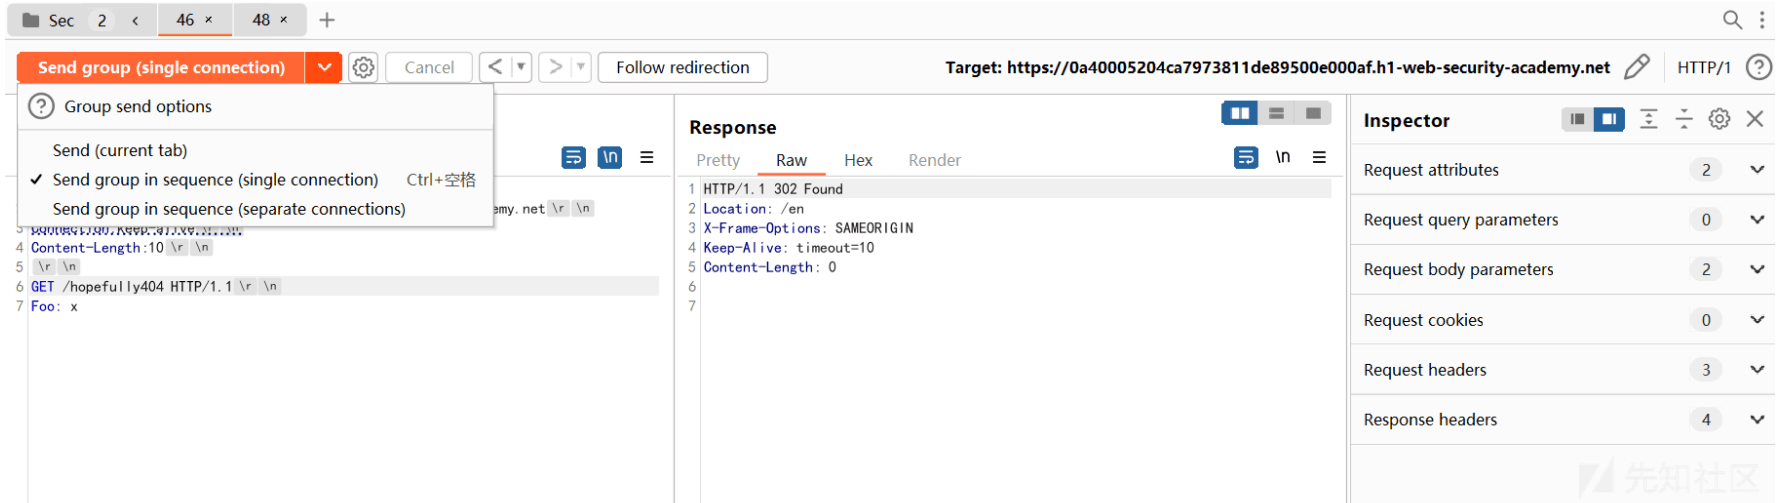 Sec 2 46 × 48 ×
Send group (single connection) Cancel Follow redirection Target: https://0a40005204ca7973811de89500e000af.h1-web-security-academy.net HTTP/1
Group send options
Send (current tab)
Send group in sequence (single connection) Ctrl+空格
Send group in sequence (separate connections)
emy.net \r \n
\n
4 Content-Length:10 \r \n
5 \r \n
6 GET /hopefully404 HTTP/1.1 \r \n
7 Foo: x
Response
Pretty Raw Hex Render
\n
1 HTTP/1.1 302 Found
2 Location: /en
3 X-Frame-Options: SAMEORIGIN
4 Keep-Alive: timeout=10
5 Content-Length: 0
6
7
Inspector
Request attributes 2
Request query parameters 0
Request body parameters 2
Request cookies 0
Request headers 3
Response headers 4
先知社区